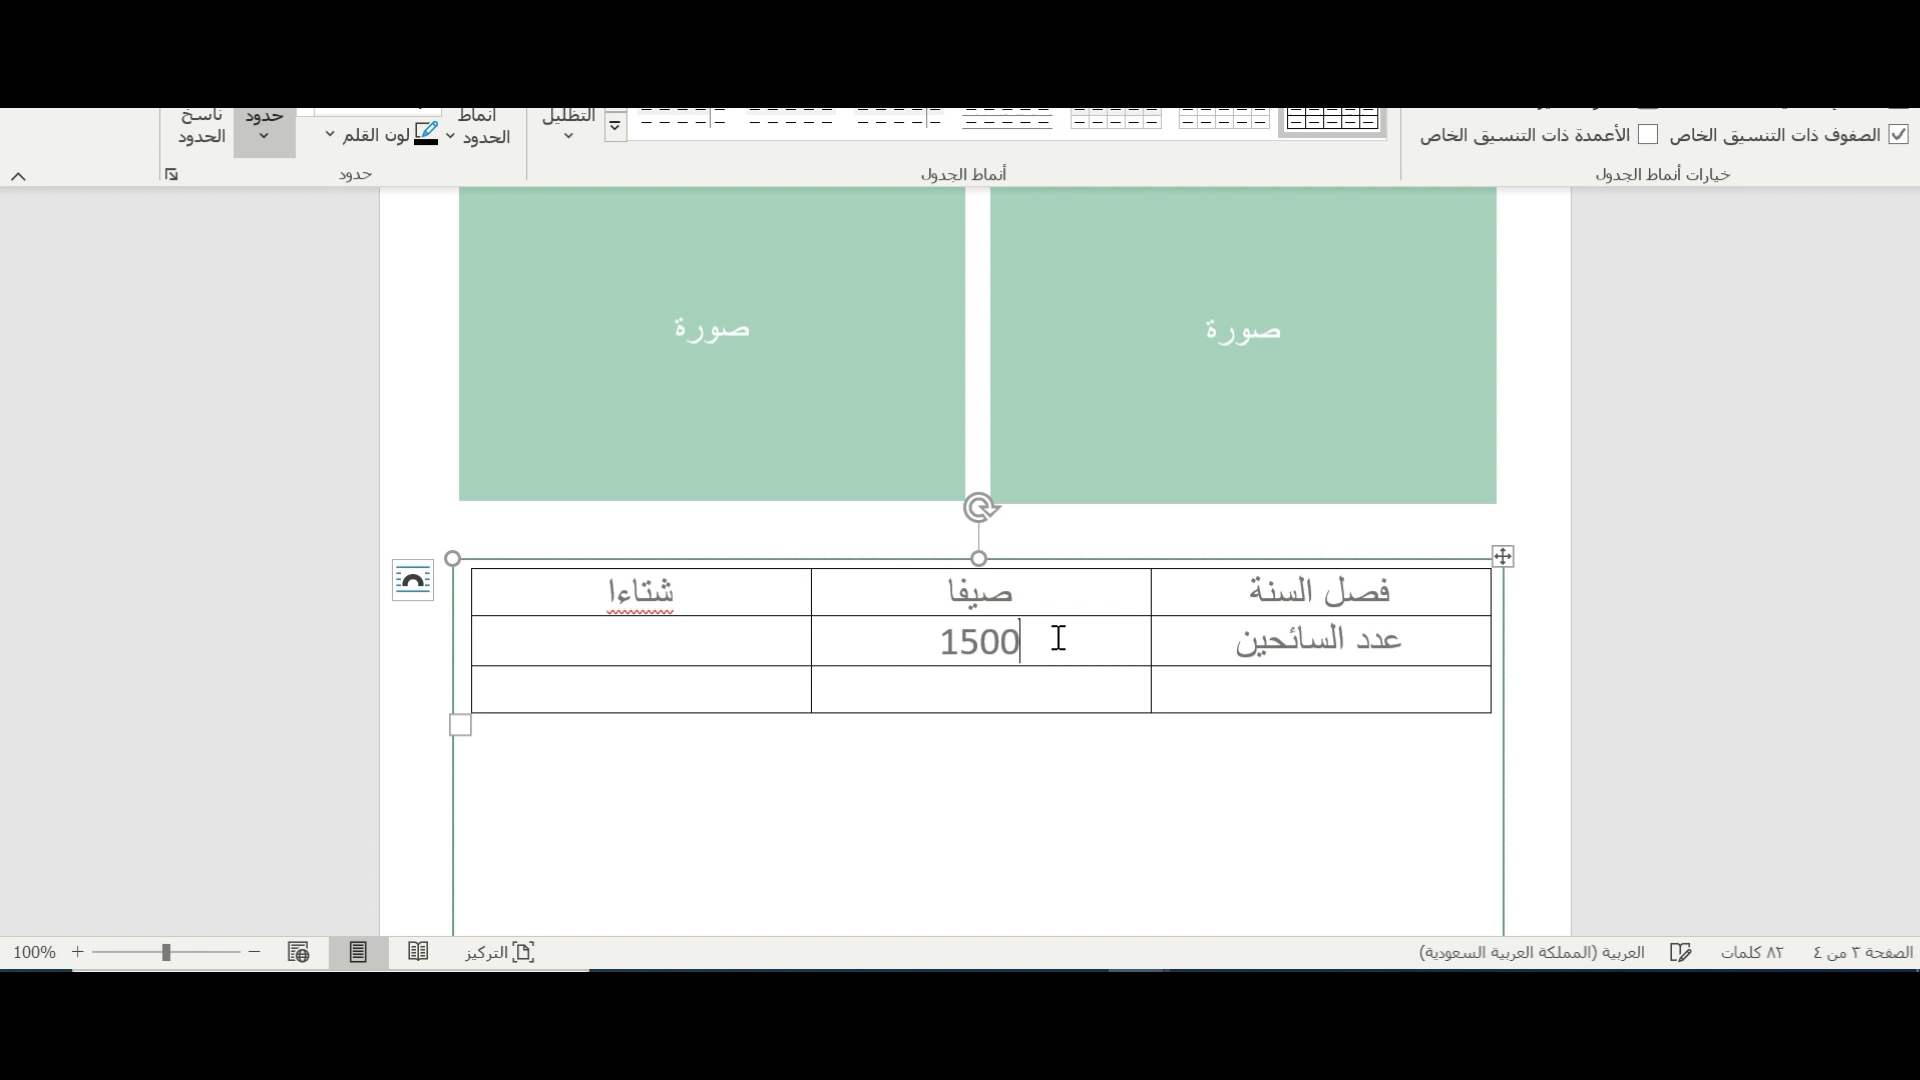 الصفوف ذات التنسيق الخاص
الأعمدة ذات التنسيق الخاص
خيارات أنماط الجدول
أنماط الجدول
التظليل
أنماط
الحدود
لون القلم
حدود
ناسخ
الحدود
حدود
صورة
صورة
فصل السنة
صيفا
شتاءا
عدد السائحين
1500
الصفحة ٣ من ٤
٨٢ كلمات
العربية (المملكة العربية السعودية)
التركيز
100%